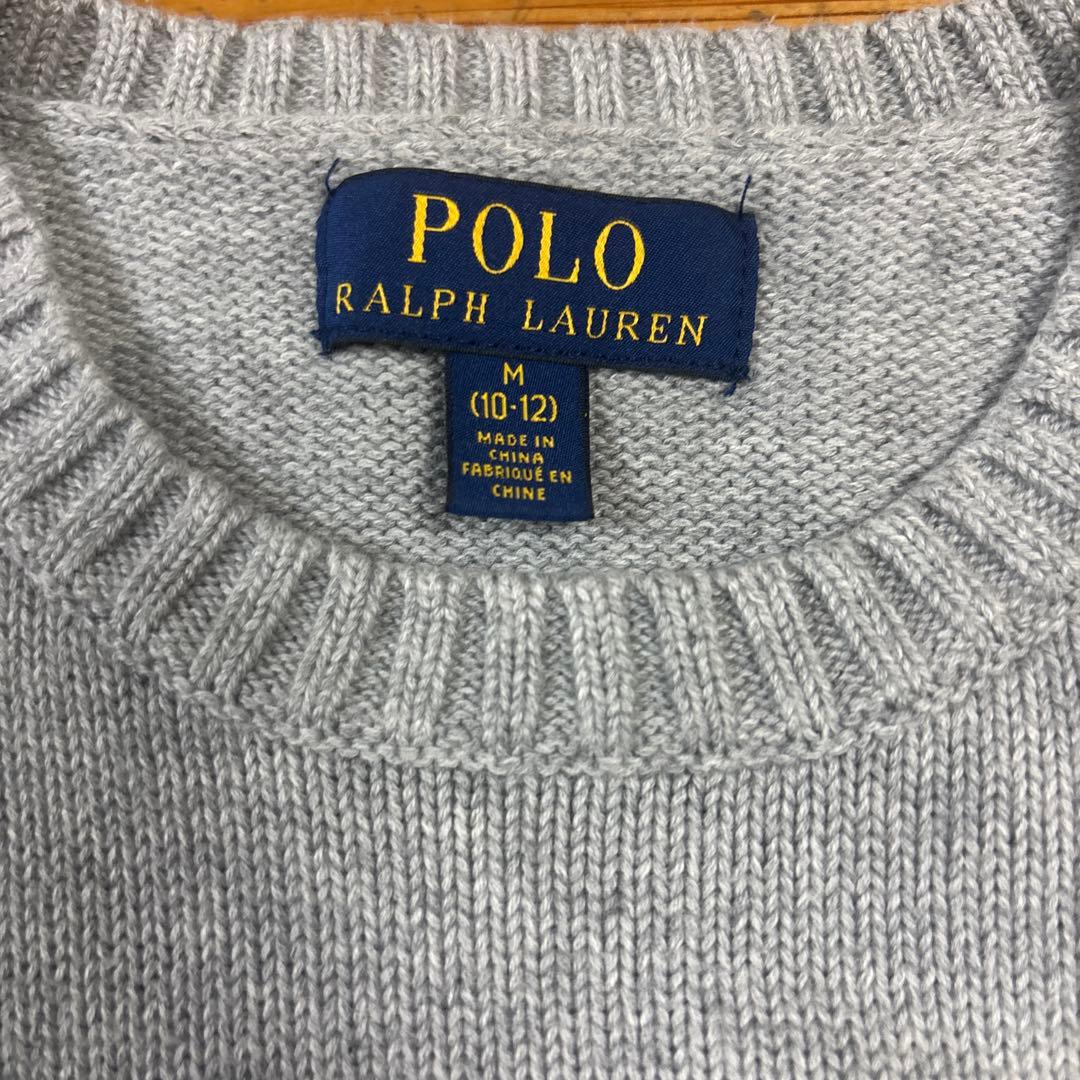 POLO
RALPH LAUREN
M
(10-12)
MADE IN
CHINA
FABRIQUÉ EN
CHINE